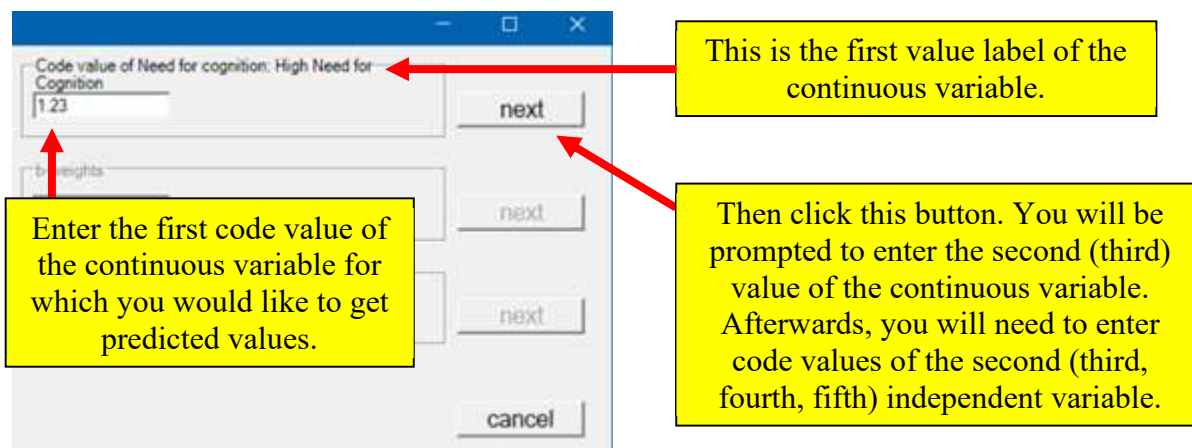 Code value of Need for cognition: High Need for
Cognition
1.23
next
This is the first value label of the
continuous variable.
b-weights
next
Enter the first code value of
the continuous variable for
which you would like to get
predicted values.
Then click this button. You will be
prompted to enter the second (third)
value of the continuous variable.
Afterwards, you will need to enter
code values of the second (third,
fourth, fifth) independent variable.
next
cancel